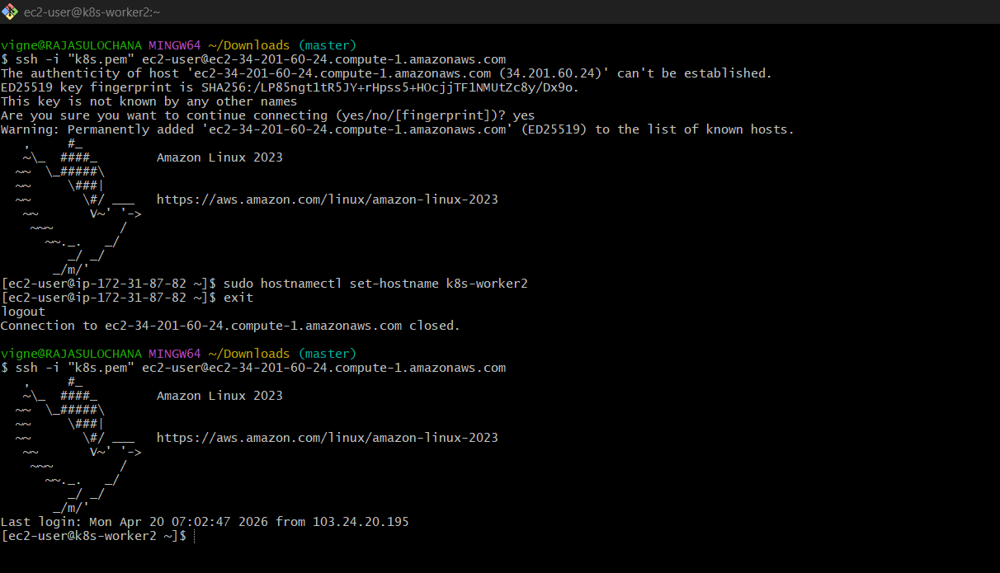 ec2-user@k8s-worker2:~
vigne@RAJASULOCHANA MINGW64 ~/Downloads (master)
$ ssh -i "k8s.pem" ec2-user@ec2-34-201-60-24.compute-1.amazonaws.com
The authenticity of host 'ec2-34-201-60-24.compute-1.amazonaws.com (34.201.60.24)' can't be established.
ED25519 key fingerprint is SHA256:/LP85ngt1tR5JY+rHpss5+HOcjjTF1NMUtZc8y/Dx9o.
This key is not known by any other names
Are you sure you want to continue connecting (yes/no/[fingerprint])? yes
Warning: Permanently added 'ec2-34-201-60-24.compute-1.amazonaws.com' (ED25519) to the list of known hosts.
   ,     #_
   ~\_  ####_        Amazon Linux 2023
  ~~  \_#####\
  ~~     \###|
  ~~       \#/ ___   https://aws.amazon.com/linux/amazon-linux-2023
   ~~       V~' '->
    ~~~         /
      ~~._.   _/
         _/ _/
       _/m/'
[ec2-user@ip-172-31-87-82 ~]$ sudo hostnamectl set-hostname k8s-worker2
[ec2-user@ip-172-31-87-82 ~]$ exit
logout
Connection to ec2-34-201-60-24.compute-1.amazonaws.com closed.
vigne@RAJASULOCHANA MINGW64 ~/Downloads (master)
$ ssh -i "k8s.pem" ec2-user@ec2-34-201-60-24.compute-1.amazonaws.com
   ,     #_
   ~\_  ####_        Amazon Linux 2023
  ~~  \_#####\
  ~~     \###|
  ~~       \#/ ___   https://aws.amazon.com/linux/amazon-linux-2023
   ~~       V~' '->
    ~~~         /
      ~~._.   _/
         _/ _/
       _/m/'
Last login: Mon Apr 20 07:02:47 2026 from 103.24.20.195
[ec2-user@k8s-worker2 ~]$